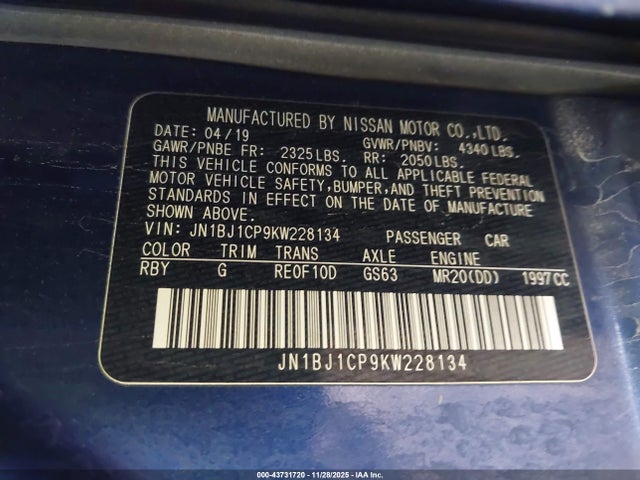 MANUFACTURED BY NISSAN MOTOR CO.,LTD.
DATE: 04/19 GVWR/PNBV: 4340LBS.
GAWR/PNBE FR: 2325LBS. RR: 2050LBS.
THIS VEHICLE CONFORMS TO ALL APPLICABLE FEDERAL
MOTOR VEHICLE SAFETY,BUMPER,AND THEFT PREVENTION
STANDARDS IN EFFECT ON THE DATE OF MANUFACTURE
SHOWN ABOVE.
VIN: JN1BJ1CP9KW228134 PASSENGER CAR
COLOR TRIM TRANS AXLE ENGINE
RBY G RE0F10D GS63 MR20(DD) 1997CC
JN1BJ1CP9KW228134
000-43731720 - 11/28/2025 - IAA Inc.